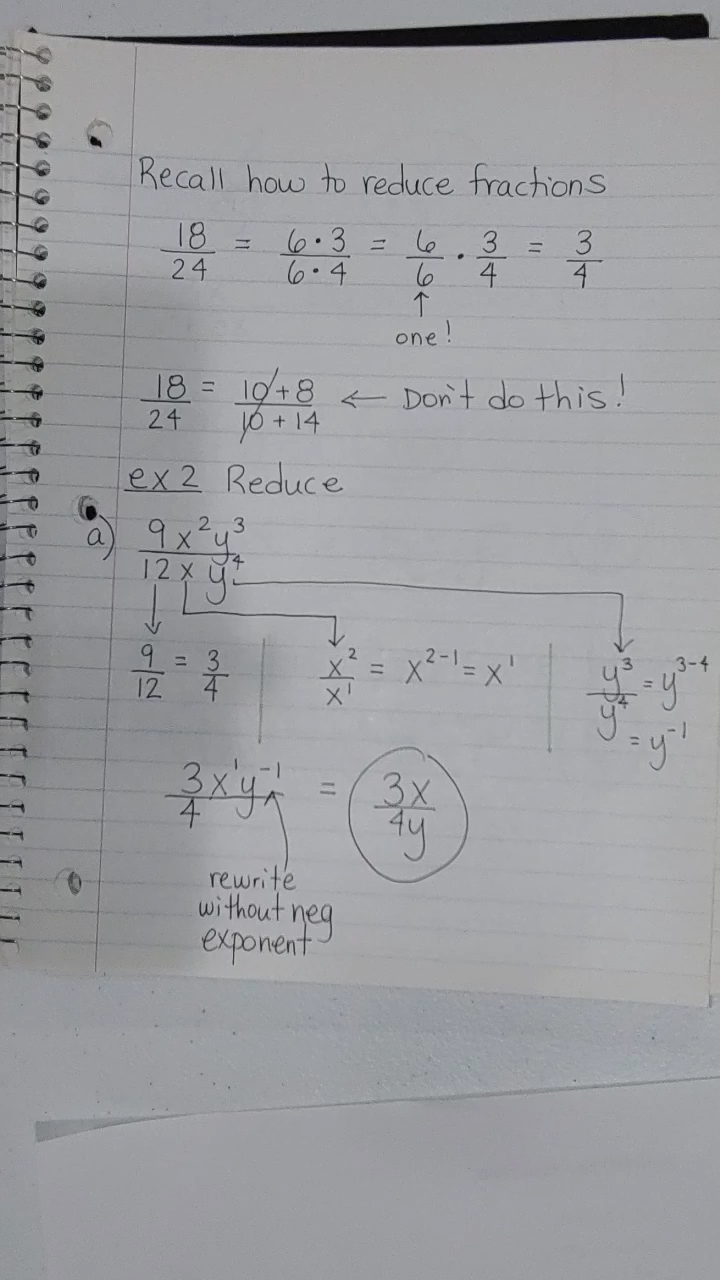 Recall how to reduce fractions
18/24 = 6·3/6·4 = 6/6 · 3/4 = 3/4
↑
one!
18/24 = 10+8/10+14 ← Don't do this!
ex2 Reduce
a) 9x²y³/12xy⁴
9/12 = 3/4 | x²/x¹ = x²⁻¹ = x¹ | y³/y⁴ = y³⁻⁴
= y⁻¹
3x¹y⁻¹/4 = 3x/4y
rewrite
without neg
exponent